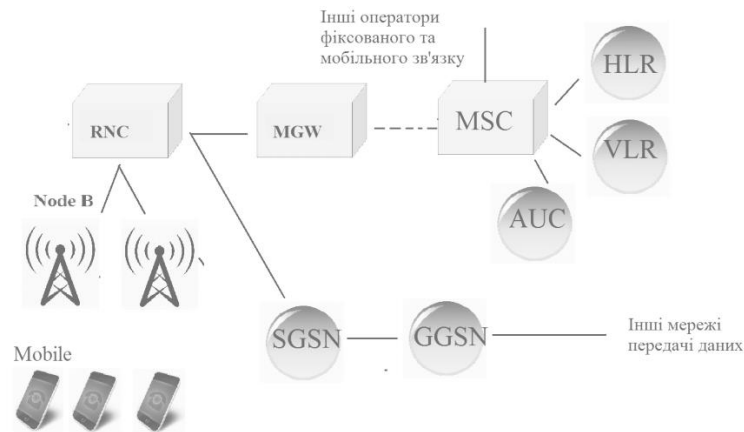 Інші оператори
фіксованого та
мобільного зв'язку
HLR
RNC
MGW
MSC
VLR
Node B
AUC
SGSN
GGSN
Інші мережі
передачі даних
Mobile